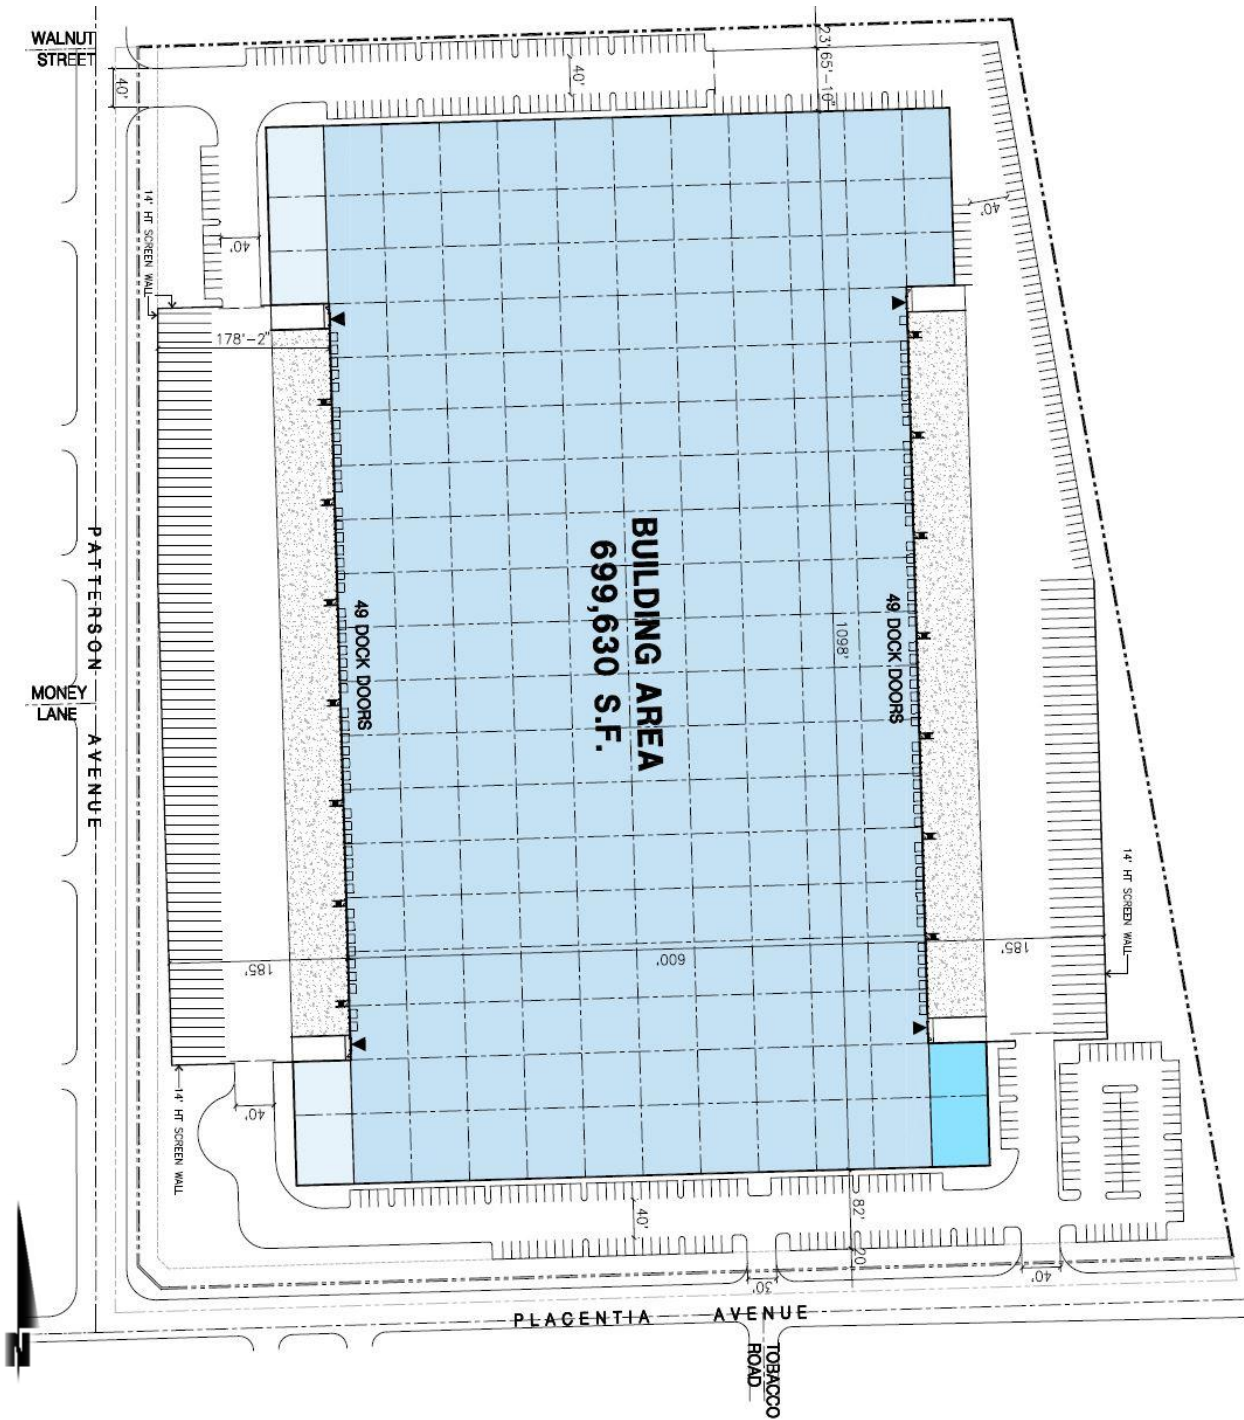 WALNUT
STREET
40'
40'
23'
65'-10"
40'
14' HT SCREEN WALL
40'
178'-2"
BUILDING AREA
699,630 S.F.
49 DOCK DOORS
49 DOCK DOORS
1098'
PATTERSON AVENUE
MONEY
LANE
14' HT SCREEN WALL
185'
600'
185'
40'
14' HT SCREEN WALL
40'
82'
20'
30'
40'
PLACENTIA AVENUE
TOBACCO
ROAD
N